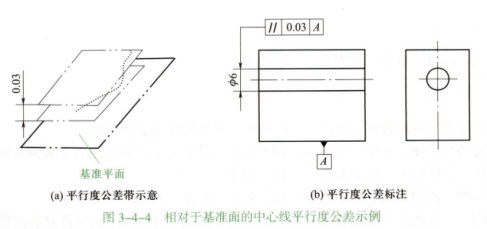 // 0.03 A
0.03
φ6
基准平面
A
(a) 平行度公差带示意
(b) 平行度公差标注
图 3-4-4 相对于基准面的中心线平行度公差示例